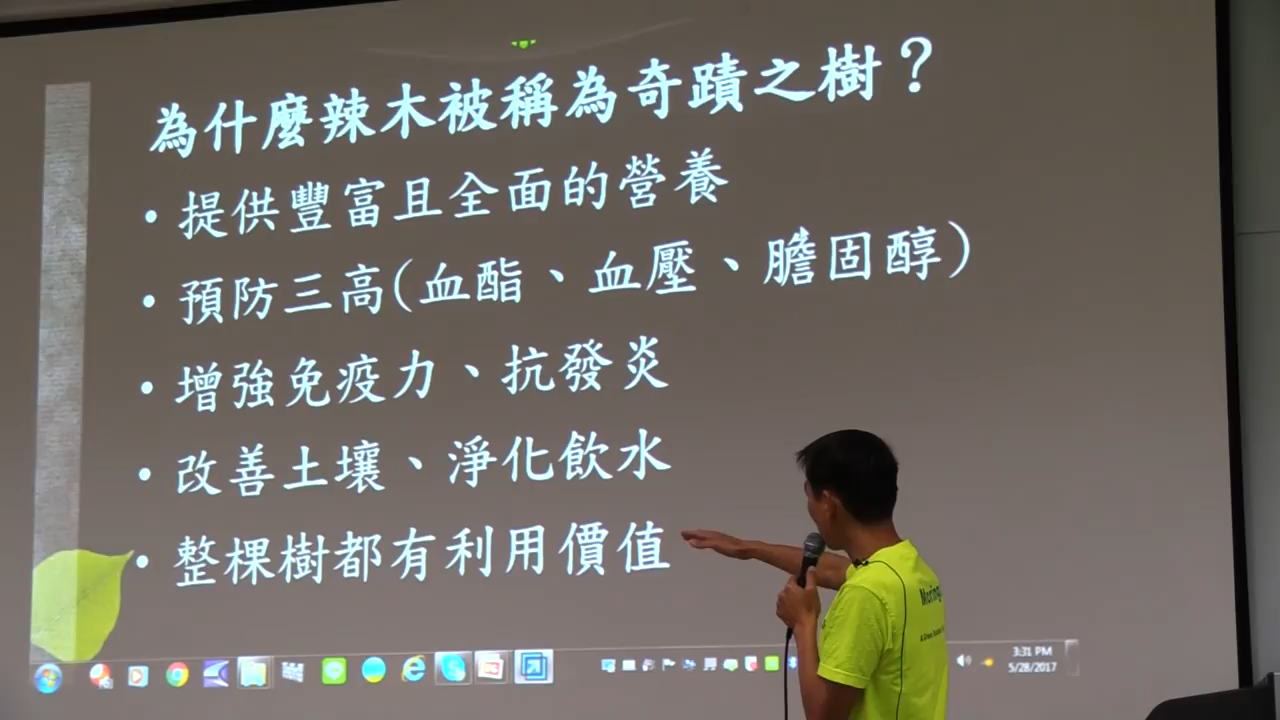 為什麼辣木被稱為奇蹟之樹？
•提供豐富且全面的營養
•預防三高(血酯、血壓、膽固醇)
•增強免疫力、抗發炎
•改善土壤、淨化飲水
•整棵樹都有利用價值
3:31 PM
5/28/2017